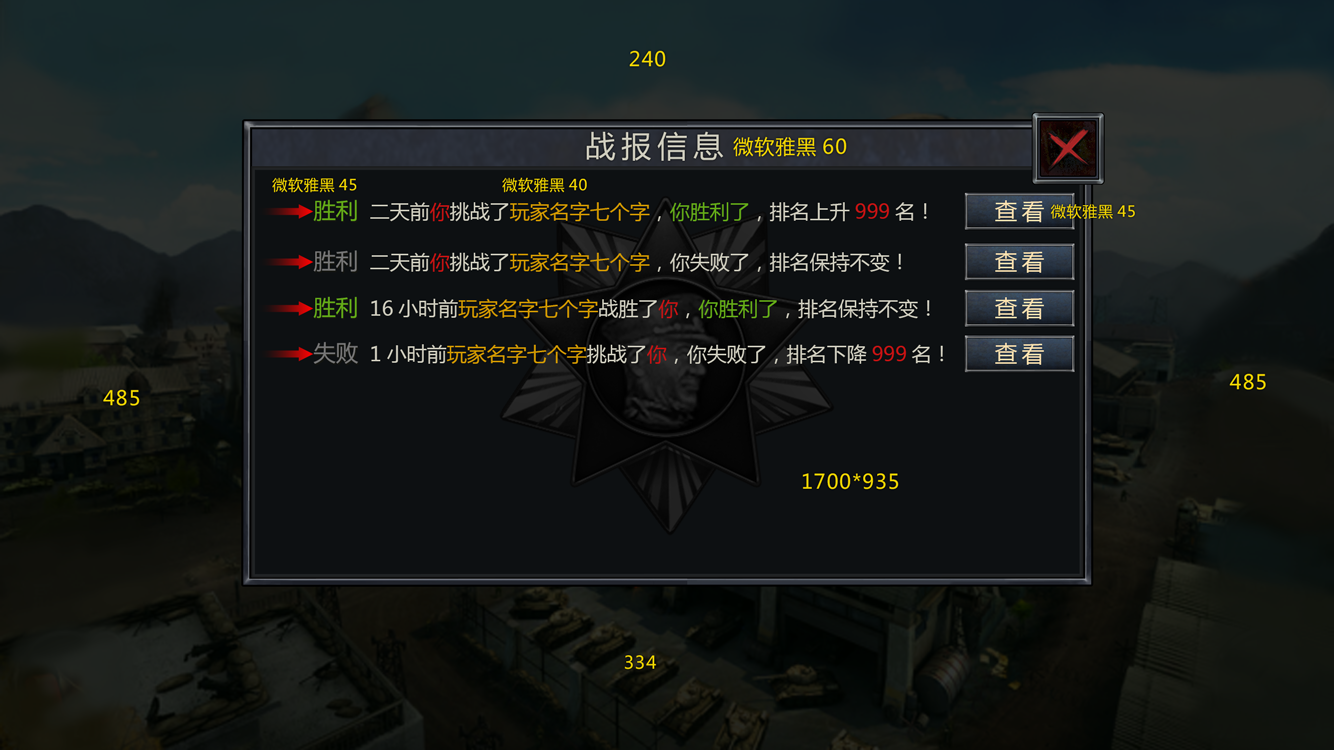 240
战报信息 微软雅黑 60
微软雅黑 45 微软雅黑 40
胜利 二天前你挑战了玩家名字七个字，你胜利了，排名上升 999 名！ 查看 微软雅黑 45
胜利 二天前你挑战了玩家名字七个字，你失败了，排名保持不变！ 查看
胜利 16 小时前玩家名字七个字战胜了你，你胜利了，排名保持不变！ 查看
失败 1 小时前玩家名字七个字挑战了你，你失败了，排名下降 999 名！ 查看
485
485
1700*935
334